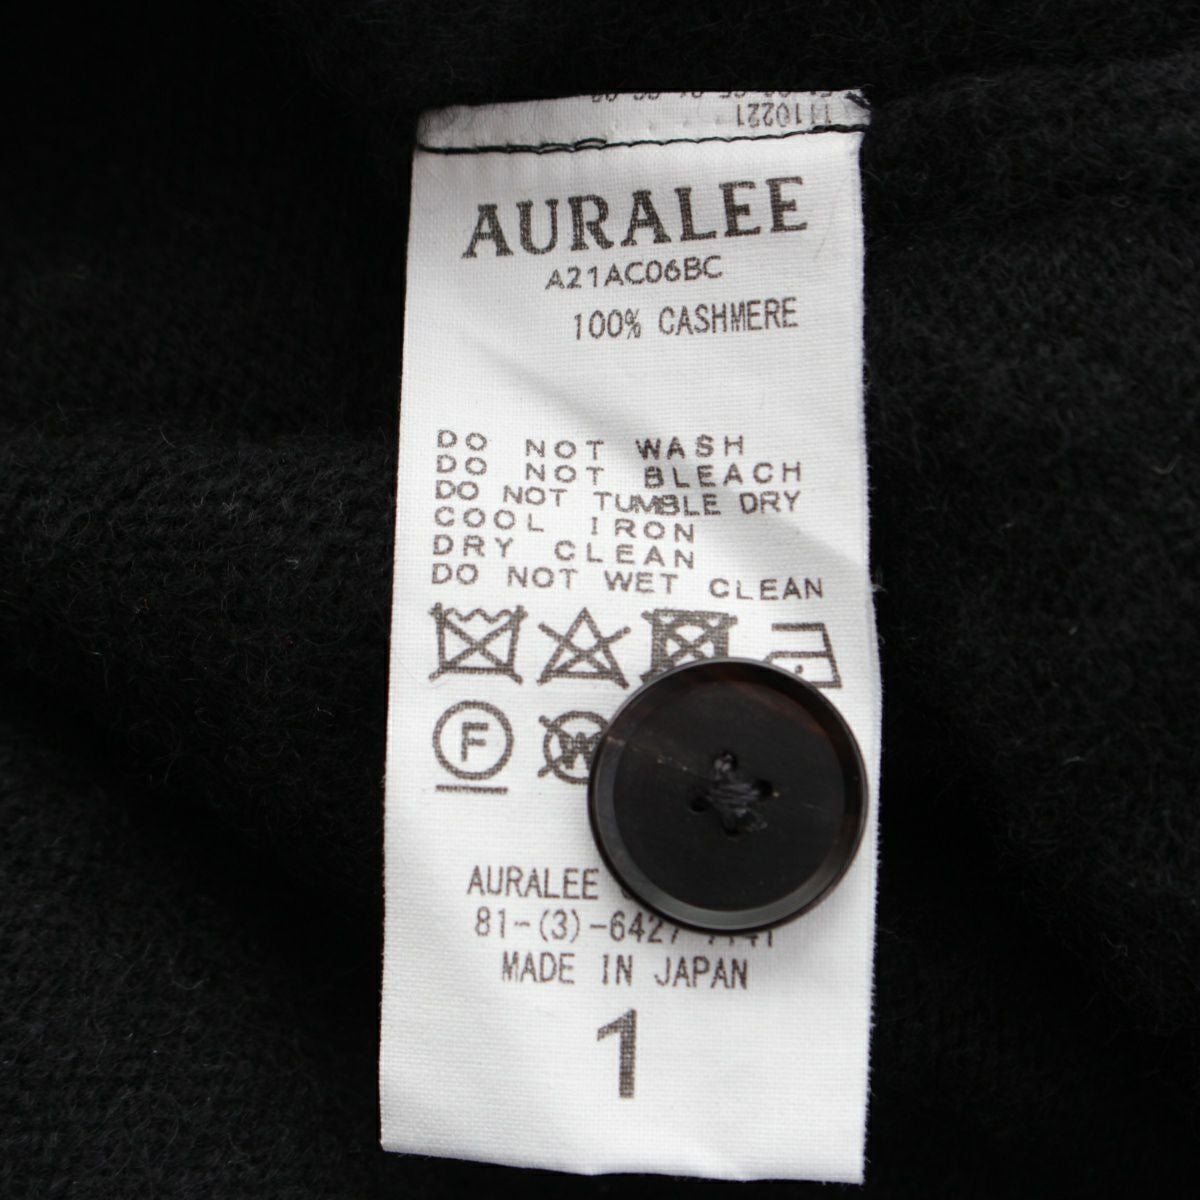 1110221
AURALEE
A21AC06BC
100% CASHMERE
DO NOT WASH
DO NOT BLEACH
DO NOT TUMBLE DRY
COOL IRON
DRY CLEAN
DO NOT WET CLEAN
F W
AURALEE
81-(3)-6427
MADE IN JAPAN
1